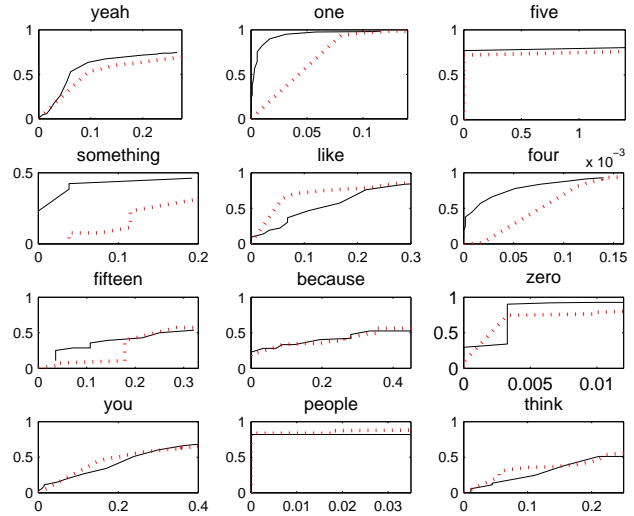 yeah one five
1 1 1
0.5 0.5 0.5
0 0 0
0 0.1 0.2 0 0.05 0.1 0 1
x 10⁻³
something like four
0.5 1 1
0.5 0.5
0 0 0
0 0.1 0.2 0 0.1 0.2 0.3 0 0.05 0.1 0.15
fifteen because zero
1 1 1
0.5 0.5 0.5
0 0 0
0 0.1 0.2 0.3 0 0.2 0.4 0 0.005 0.01
you people think
1 1 1
0.5 0.5 0.5
0 0 0
0 0.2 0.4 0 0.01 0.02 0.03 0 0.1 0.2